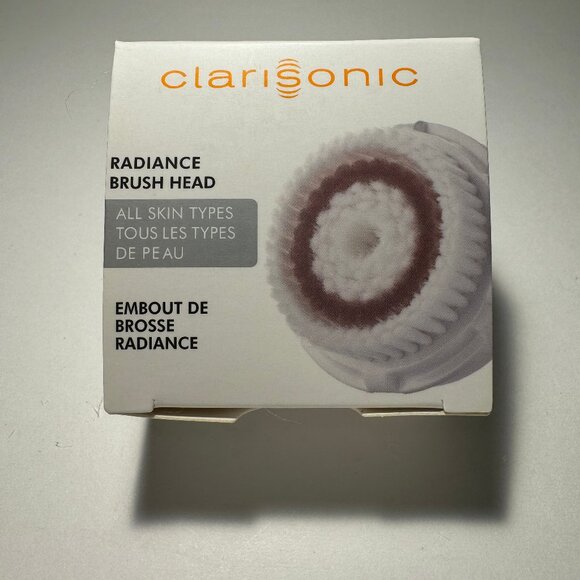 clarisonic
RADIANCE
BRUSH HEAD
ALL SKIN TYPES
TOUS LES TYPES
DE PEAU
EMBOUT DE
BROSSE
RADIANCE